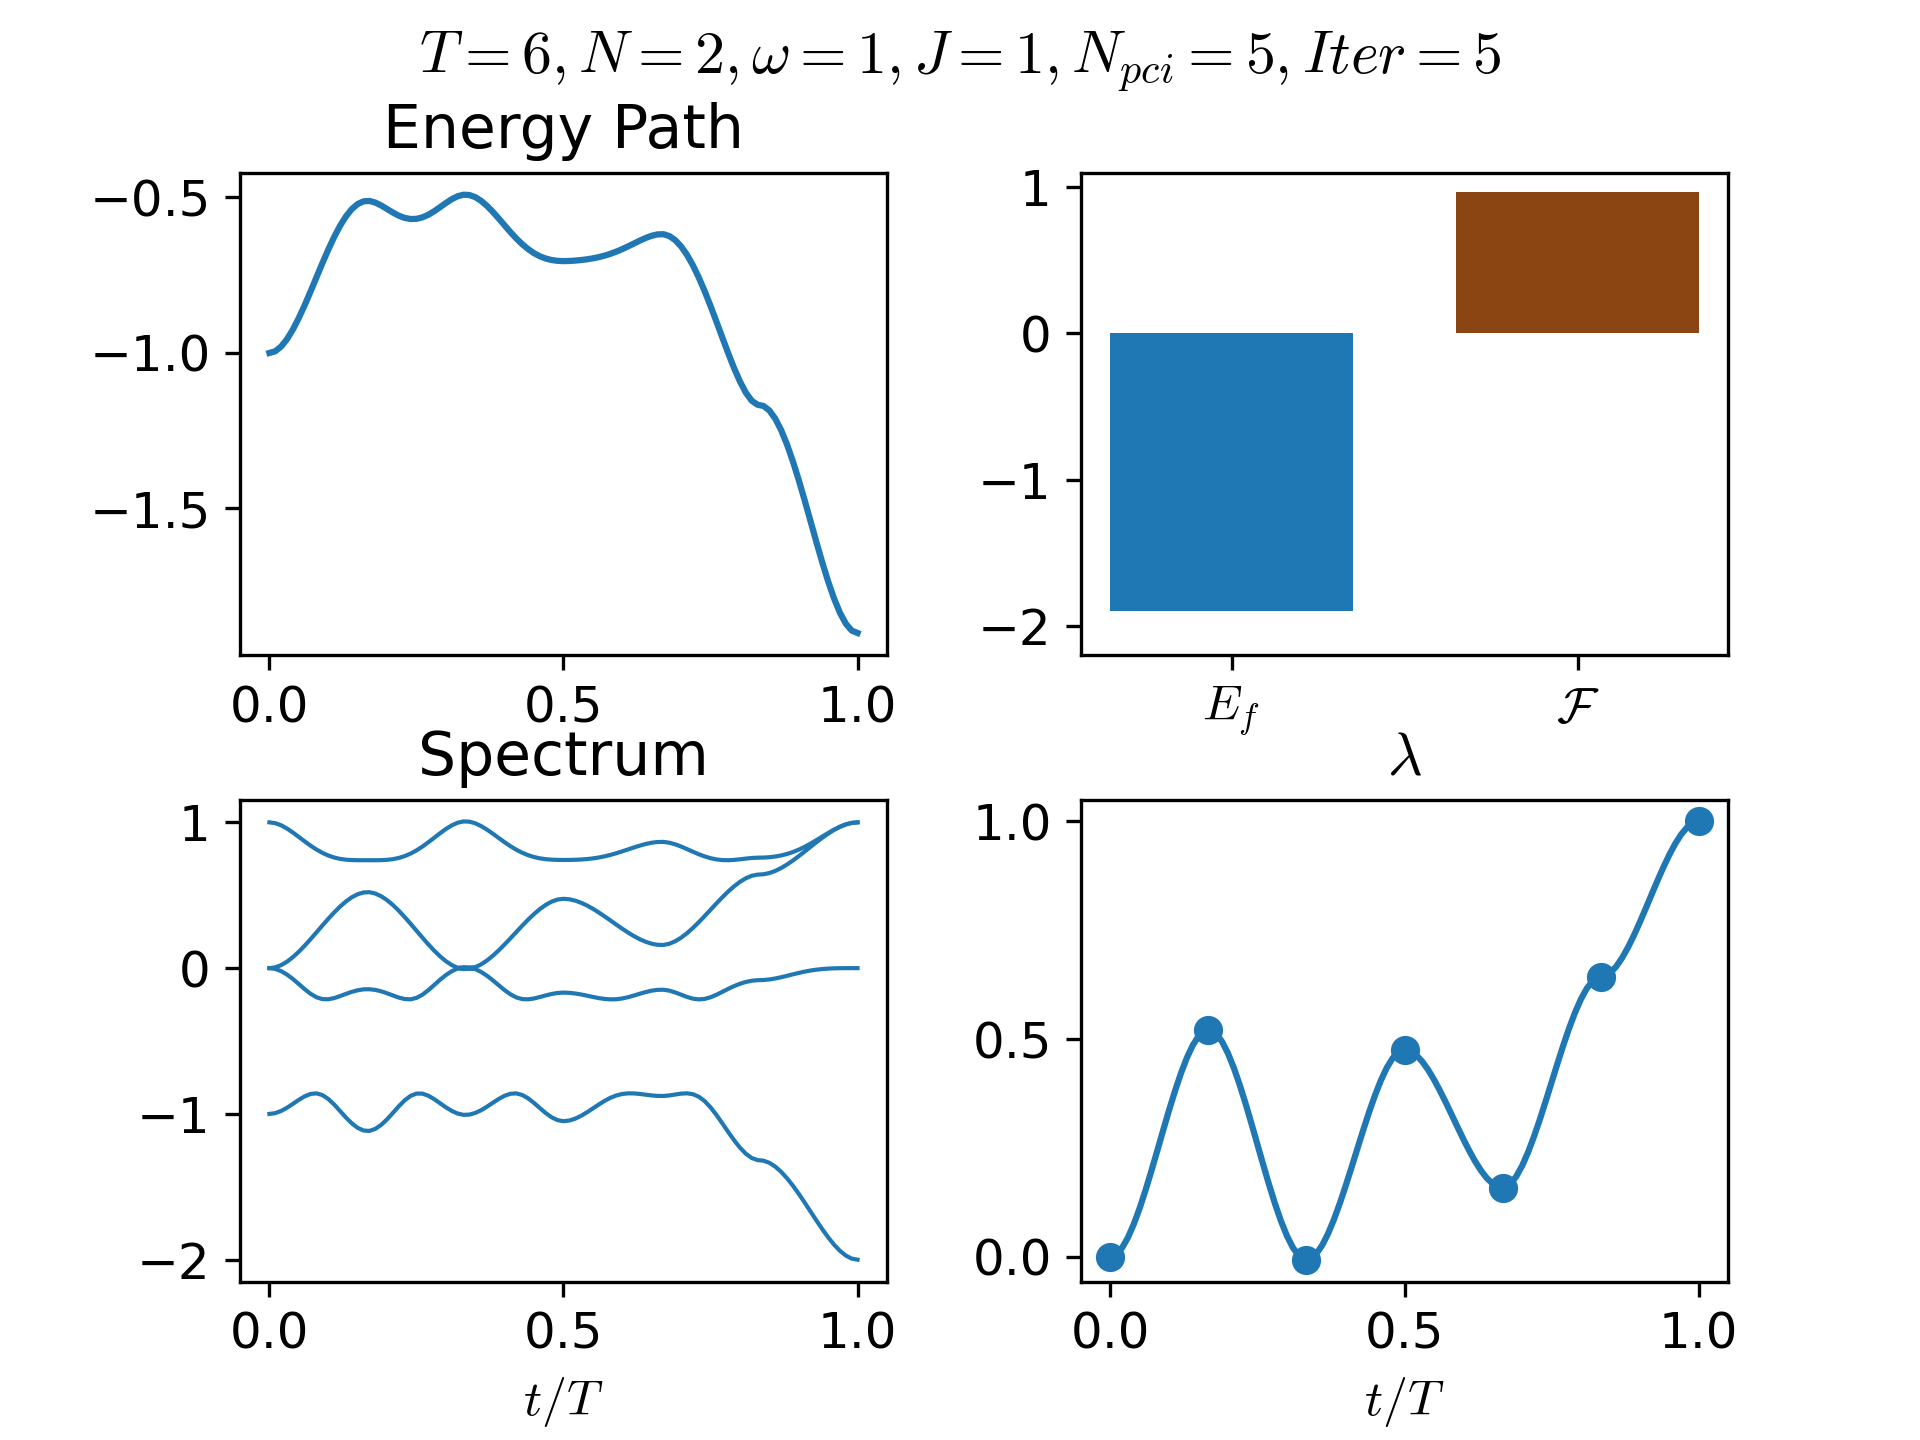 T = 6, N = 2, ω = 1, J = 1, N_{pci} = 5, Iter = 5
Energy Path
−0.5
−1.0
−1.5
0.0 0.5 1.0
1
0
−1
−2
E_f ℱ
Spectrum
1
0
−1
−2
0.0 0.5 1.0
t/T
λ
1.0
0.5
0.0
0.0 0.5 1.0
t/T